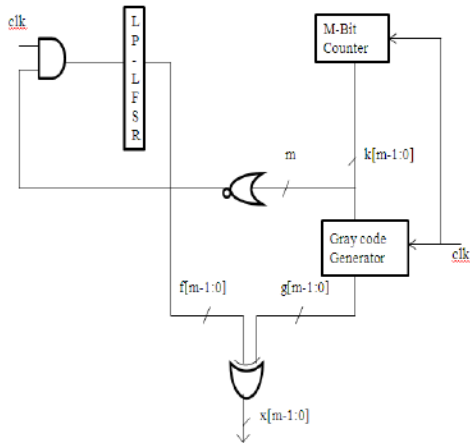 clk
L
P
-
L
F
S
R
M-Bit
Counter
m
k[m-1:0]
Gray code
Generator
clk
f[m-1:0]
g[m-1:0]
x[m-1:0]